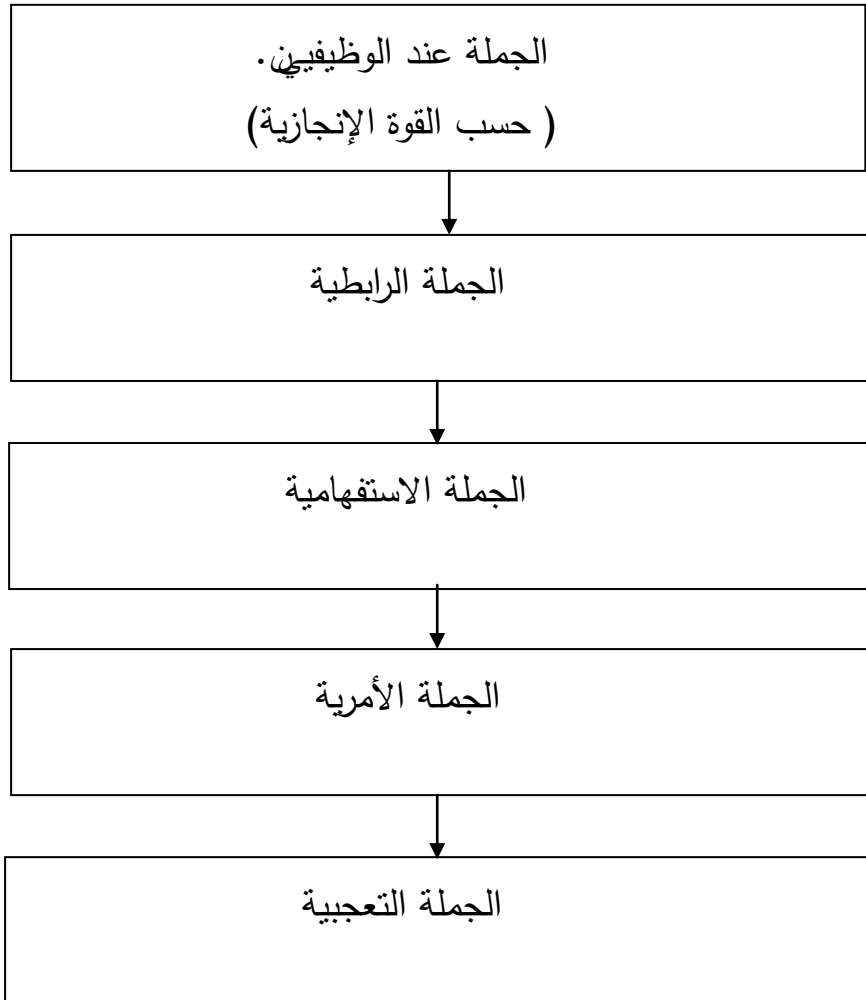 الجملة عند الوظيفيين.
( حسب القوة الإنجازية)
الجملة الرابطية
الجملة الاستفهامية
الجملة الأمرية
الجملة التعجبية